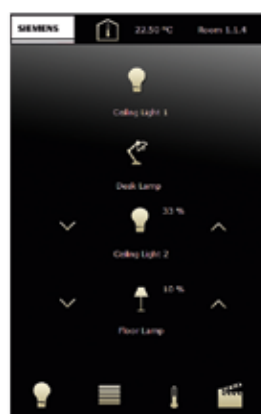 SIEMENS 22.50 °C Room 1.1.4
Ceiling Light 1
Desk Lamp
33 %
Ceiling Light 2
10 %
Floor Lamp